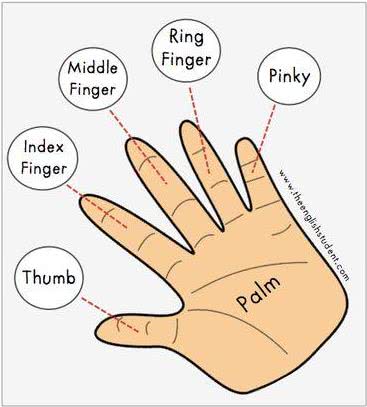 Ring
Finger
Middle
Finger
Pinky
Index
Finger
Thumb
Palm
www.theenglishstudent.com